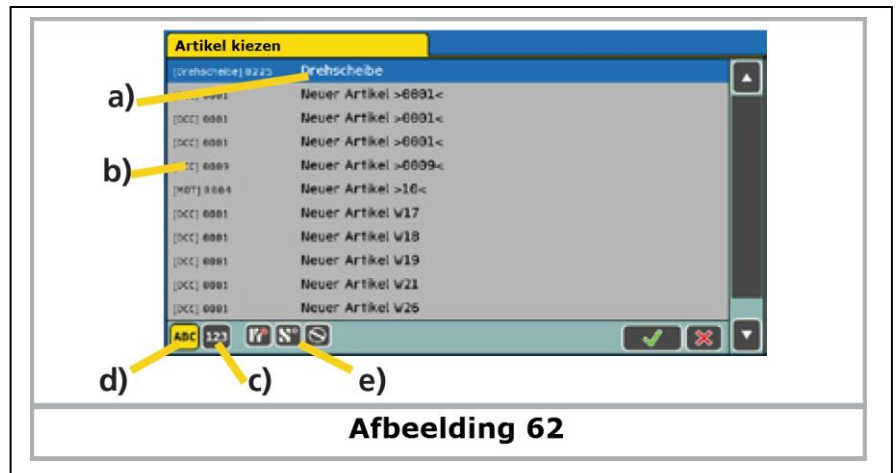 Artikel kiezen
[Drehscheibe] 0225 Drehscheibe
a)
0001 Neuer Artikel >0001<
[DCC] 0001 Neuer Artikel >0001<
[DCC] 0001 Neuer Artikel >0001<
b)
0009 Neuer Artikel >0009<
[MOT] 0004 Neuer Artikel >10<
[DCC] 0001 Neuer Artikel W17
[DCC] 0001 Neuer Artikel W18
[DCC] 0001 Neuer Artikel W19
[DCC] 0001 Neuer Artikel W21
[DCC] 0001 Neuer Artikel W26
ABC 123
d) c) e)
Afbeelding 62